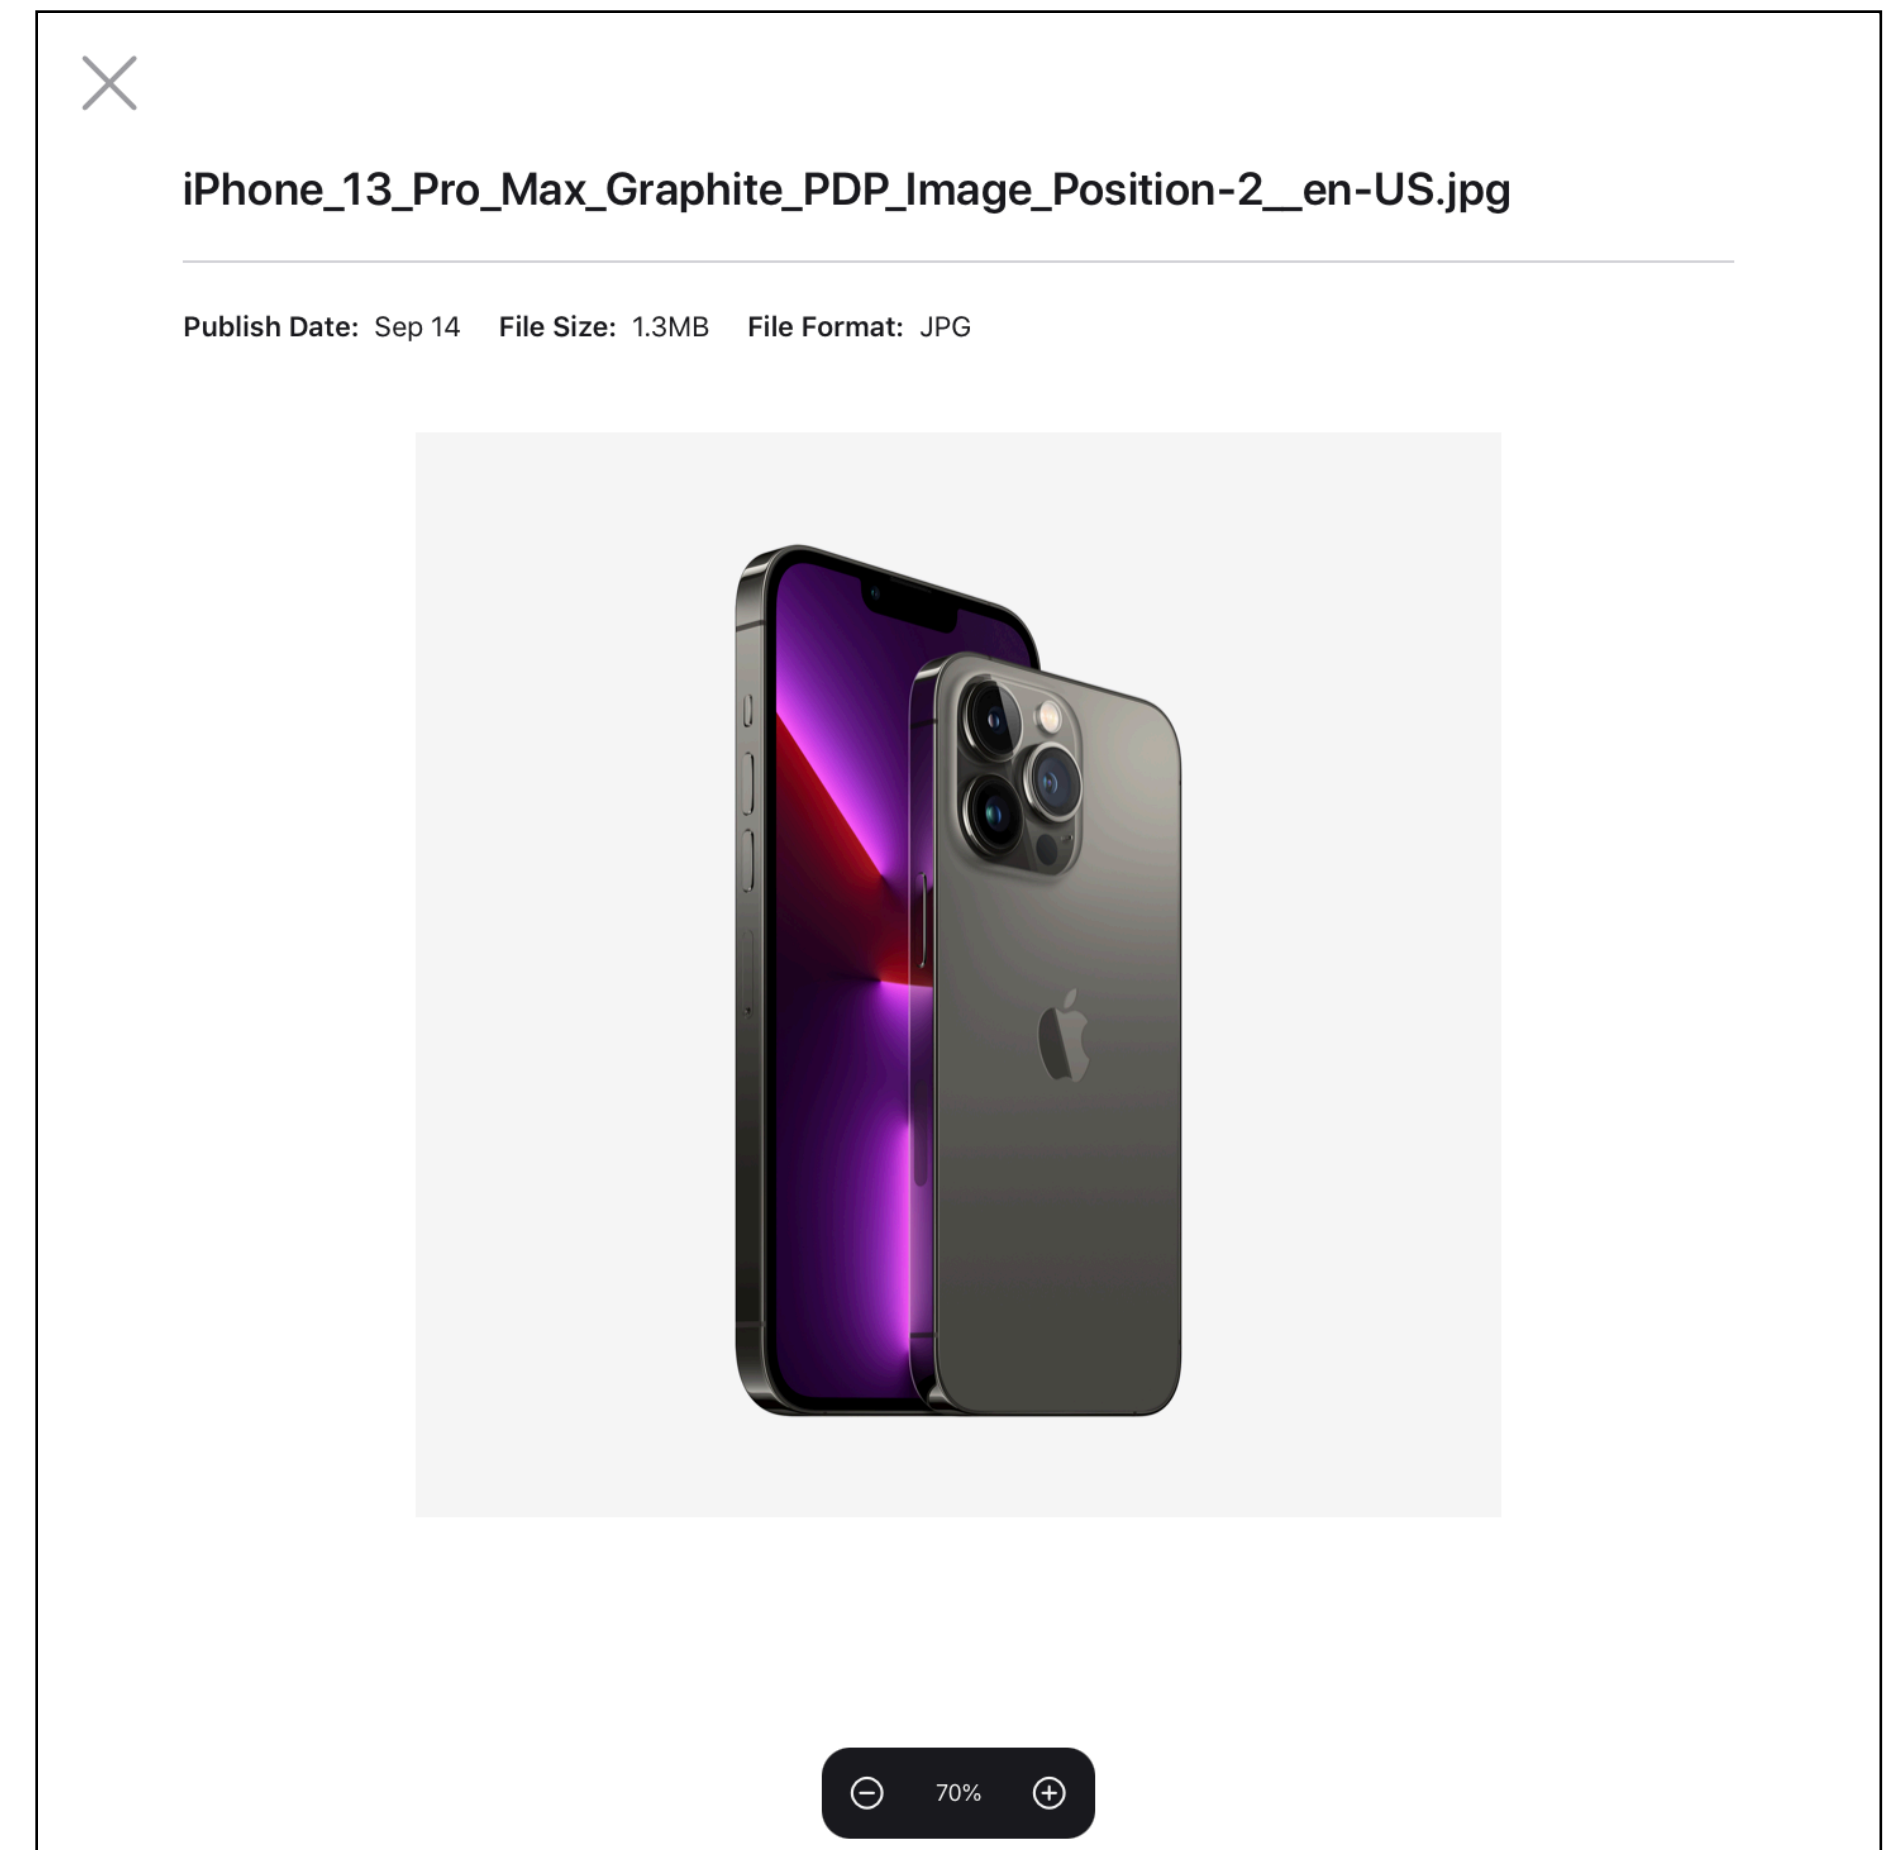 iPhone_13_Pro_Max_Graphite_PDP_Image_Position-2__en-US.jpg
Publish Date: Sep 14 File Size: 1.3MB File Format: JPG
70%